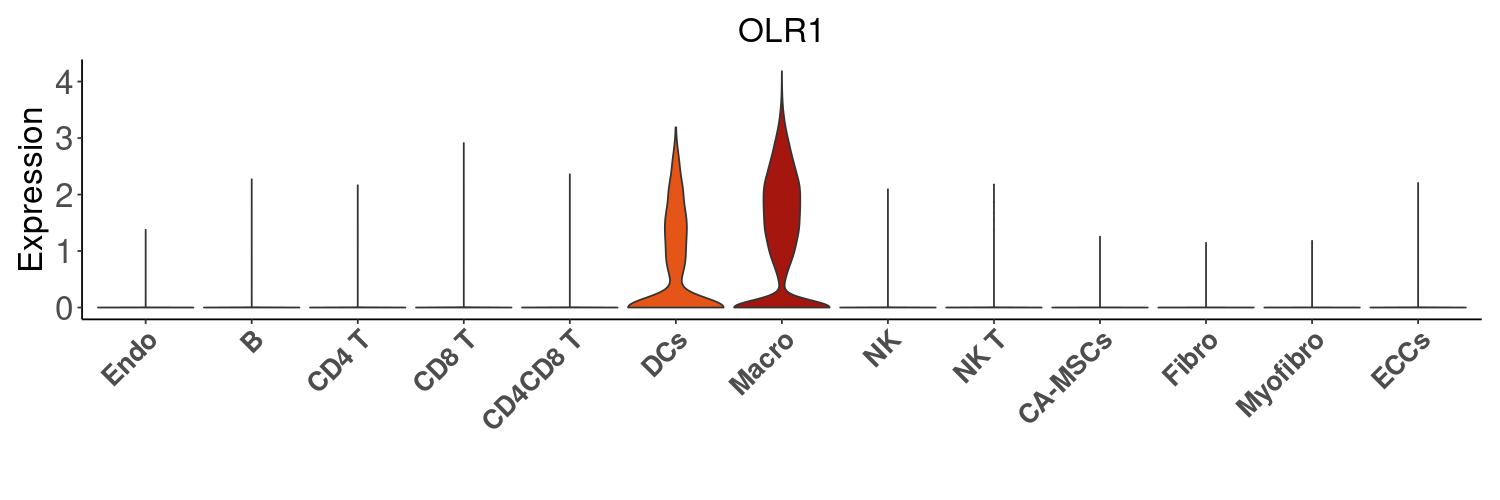 OLR1
Expression
4
3
2
1
0
Endo
B
CD4 T
CD8 T
CD4CD8 T
DCs
Macro
NK
NK T
CA-MSCs
Fibro
Myofibro
ECCs